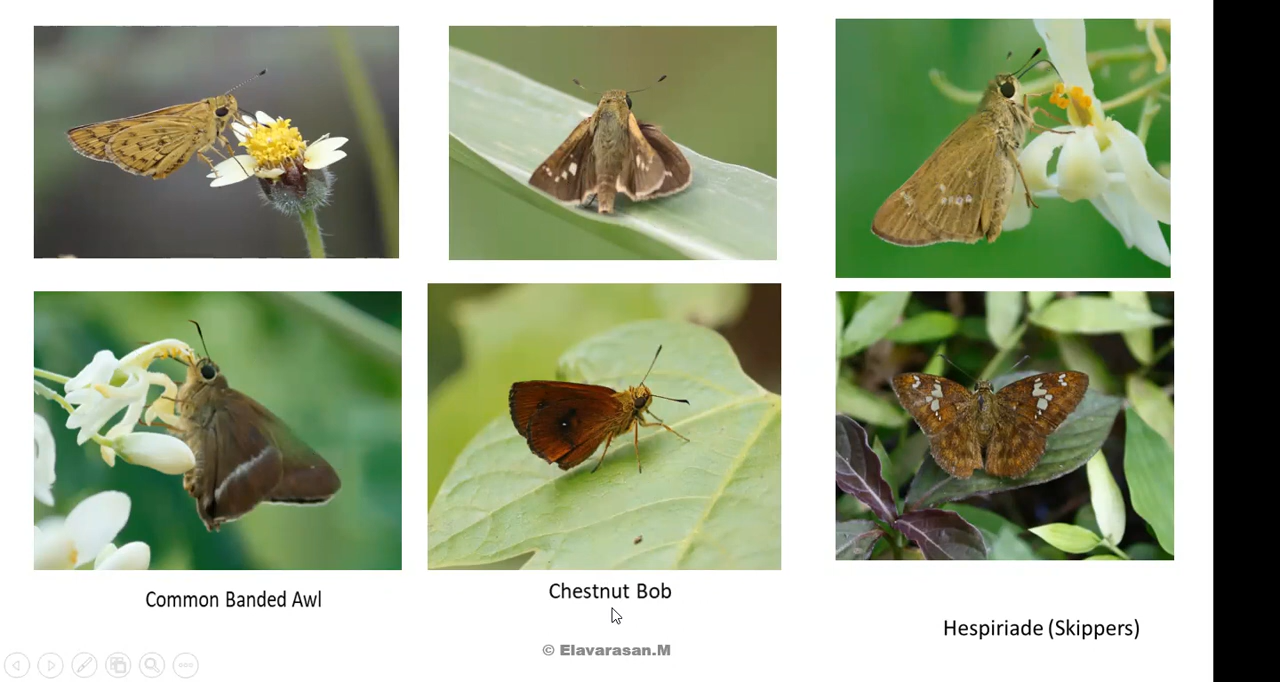 Common Banded Awl
Chestnut Bob
Hespiriade (Skippers)
© Elavarasan.M